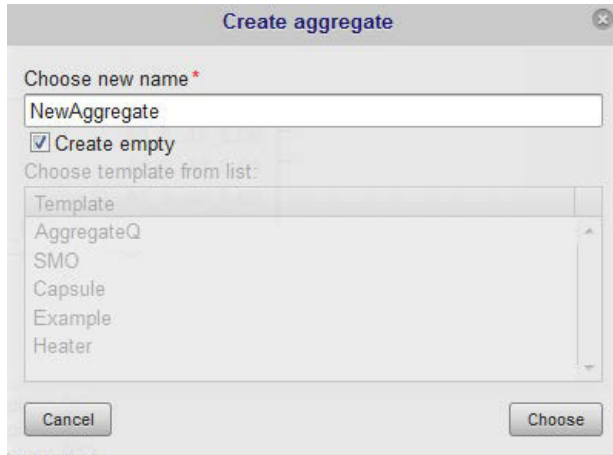 Create aggregate
Choose new name*
NewAggregate
Create empty
Choose template from list:
Template
AggregateQ
SMO
Capsule
Example
Heater
Cancel Choose